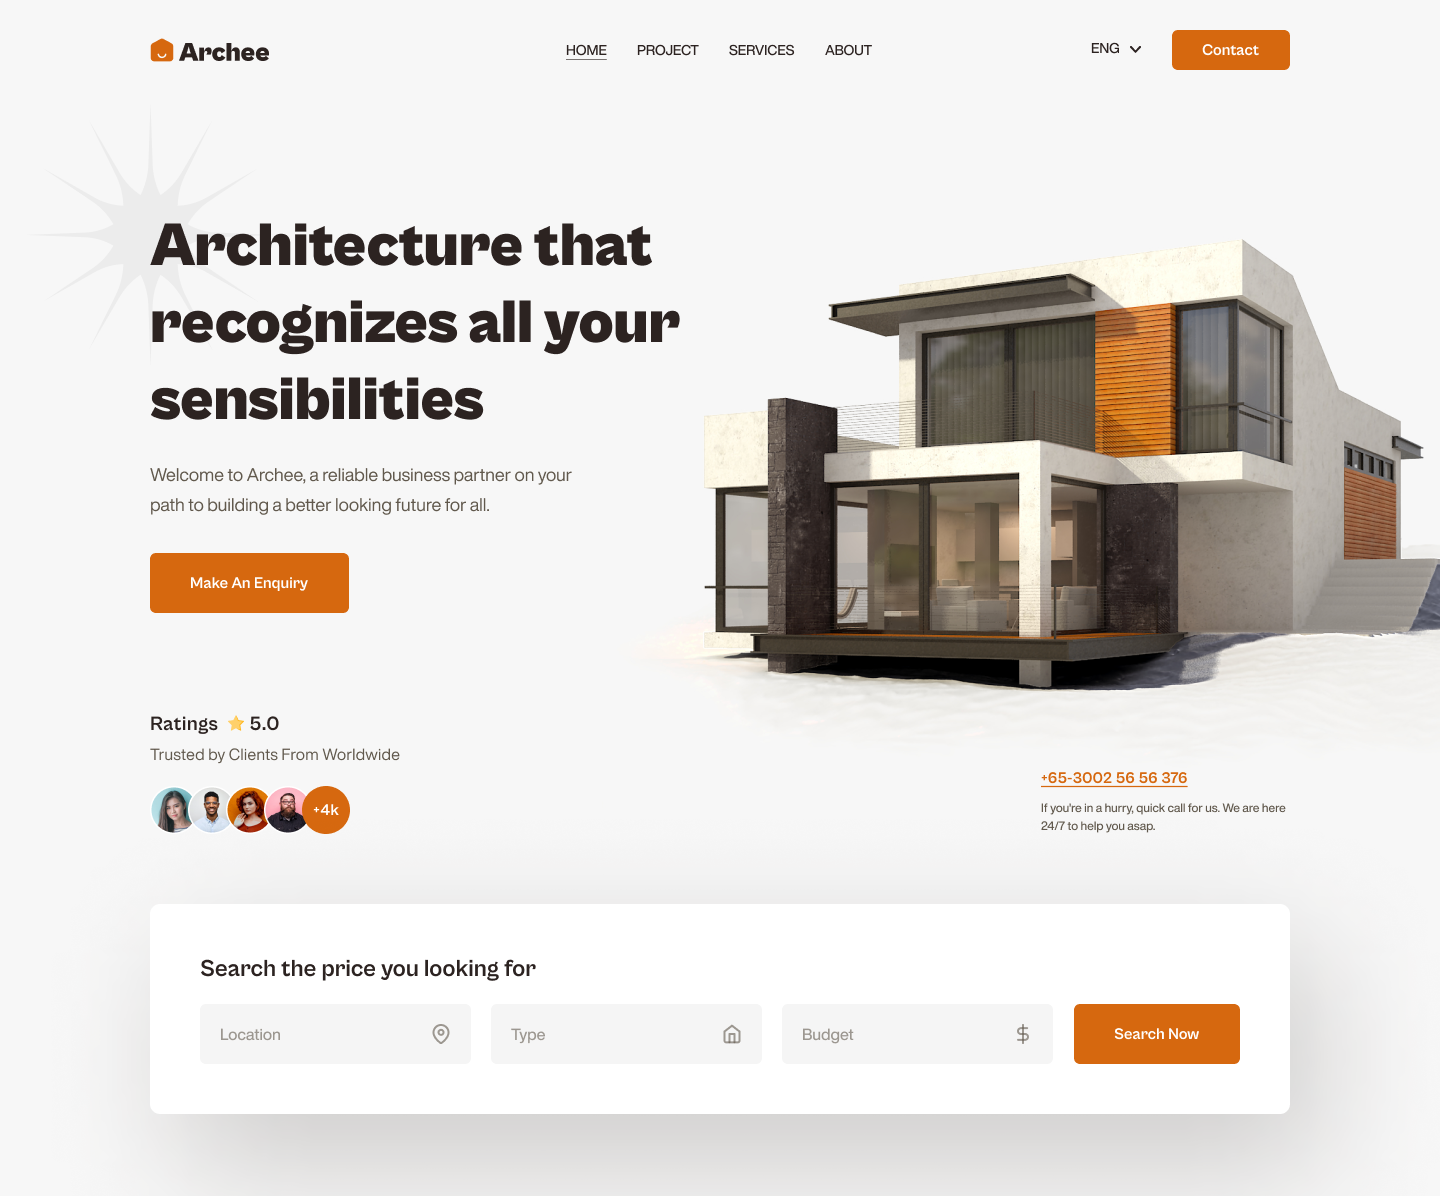 Archee
HOME
PROJECT
SERVICES
ABOUT
ENG
Contact
Architecture that
recognizes all your
sensibilities
Welcome to Archee, a reliable business partner on your
path to building a better looking future for all.
Make An Enquiry
Ratings 5.0
Trusted by Clients From Worldwide
+4k
+65-3002 56 56 376
If you're in a hurry, quick call for us. We are here
24/7 to help you asap.
Search the price you looking for
Location
Type
Budget
Search Now